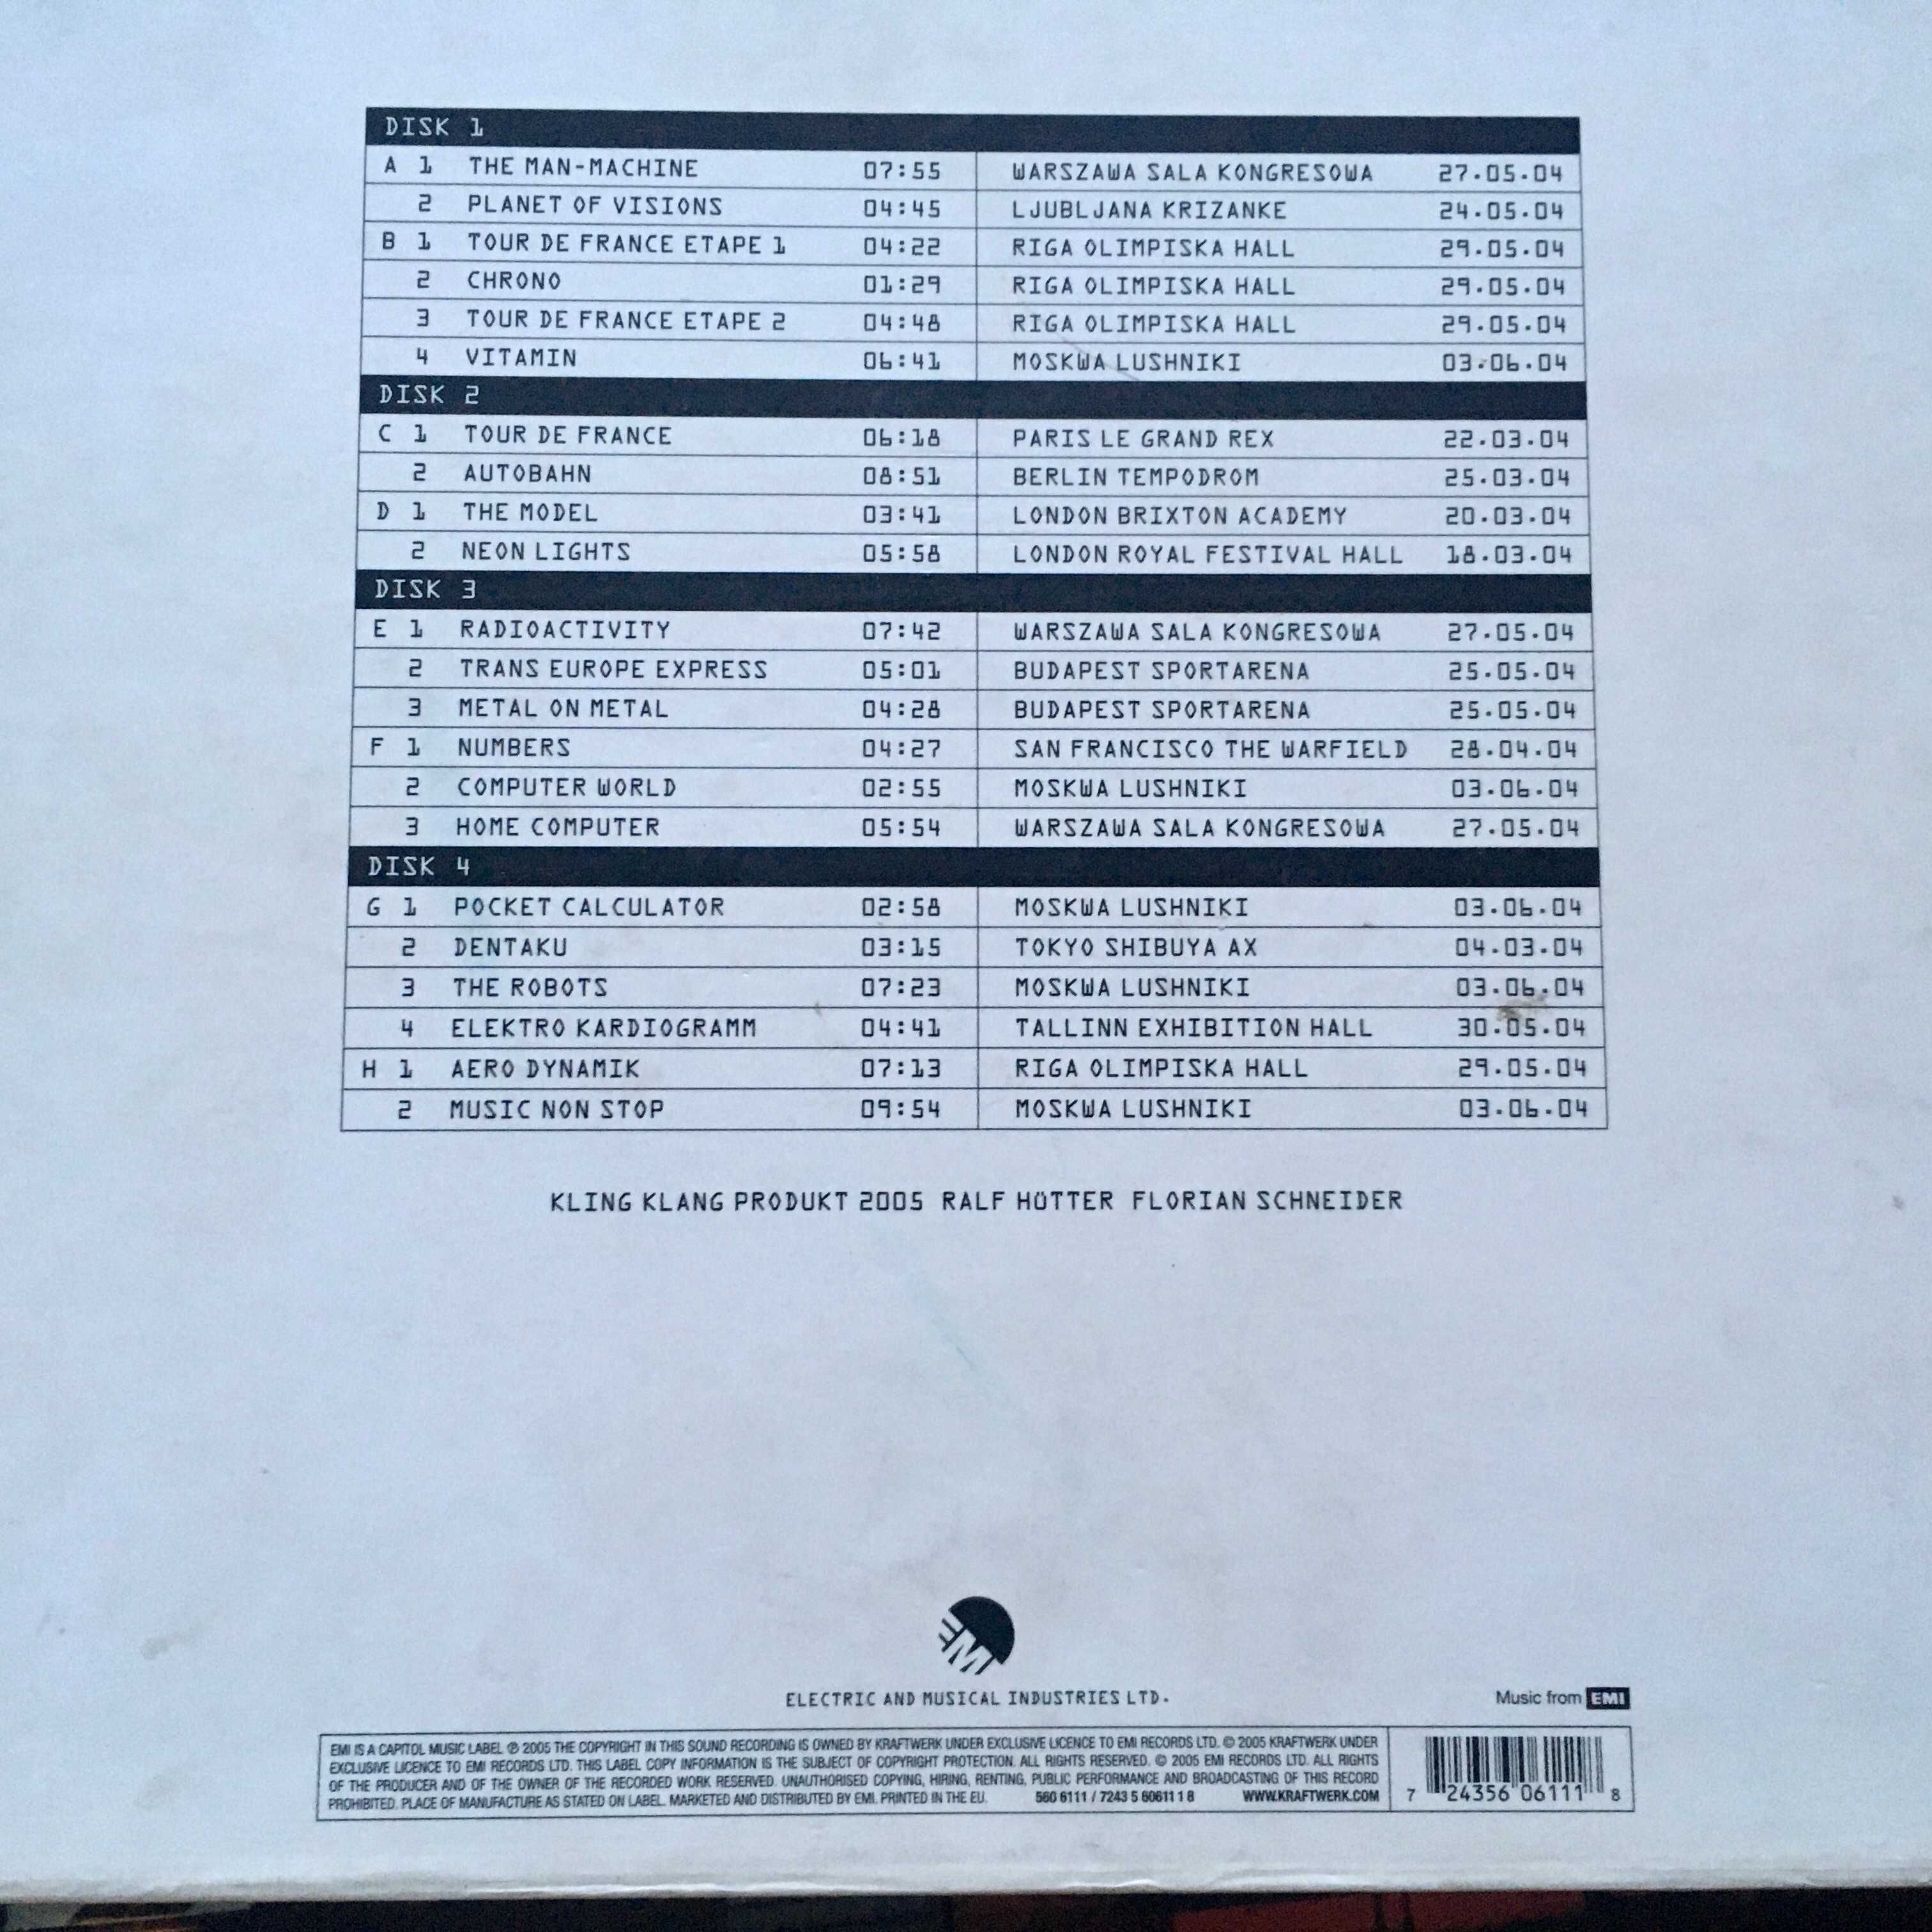 DISK 1
A 1 THE MAN-MACHINE 07:55 WARSZAWA SALA KONGRESOWA 27.05.04
2 PLANET OF VISIONS 04:45 LJUBLJANA KRIZANKE 24.05.04
B 1 TOUR DE FRANCE ETAPE 1 04:22 RIGA OLIMPISKA HALL 29.05.04
2 CHRONO 01:29 RIGA OLIMPISKA HALL 29.05.04
3 TOUR DE FRANCE ETAPE 2 04:48 RIGA OLIMPISKA HALL 29.05.04
4 VITAMIN 06:41 MOSKWA LUSHNIKI 03.06.04
DISK 2
C 1 TOUR DE FRANCE 06:18 PARIS LE GRAND REX 22.03.04
2 AUTOBAHN 08:51 BERLIN TEMPODROM 25.03.04
D 1 THE MODEL 03:41 LONDON BRIXTON ACADEMY 20.03.04
2 NEON LIGHTS 05:58 LONDON ROYAL FESTIVAL HALL 18.03.04
DISK 3
E 1 RADIOACTIVITY 07:42 WARSZAWA SALA KONGRESOWA 27.05.04
2 TRANS EUROPE EXPRESS 05:01 BUDAPEST SPORTARENA 25.05.04
3 METAL ON METAL 04:28 BUDAPEST SPORTARENA 25.05.04
F 1 NUMBERS 04:27 SAN FRANCISCO THE WARFIELD 28.04.04
2 COMPUTER WORLD 02:55 MOSKWA LUSHNIKI 03.06.04
3 HOME COMPUTER 05:54 WARSZAWA SALA KONGRESOWA 27.05.04
DISK 4
G 1 POCKET CALCULATOR 02:58 MOSKWA LUSHNIKI 03.06.04
2 DENTAKU 03:15 TOKYO SHIBUYA AX 04.03.04
3 THE ROBOTS 07:23 MOSKWA LUSHNIKI 03.06.04
4 ELEKTRO KARDIOGRAMM 04:41 TALLINN EXHIBITION HALL 30.05.04
H 1 AERO DYNAMIK 07:13 RIGA OLIMPISKA HALL 29.05.04
2 MUSIC NON STOP 09:54 MOSKWA LUSHNIKI 03.06.04
KLING KLANG PRODUKT 2005 RALF HÜTTER FLORIAN SCHNEIDER
EMI
ELECTRIC AND MUSICAL INDUSTRIES LTD.
Music from EMI
EMI IS A CAPITOL MUSIC LABEL ℗ 2005 THE COPYRIGHT IN THIS SOUND RECORDING IS OWNED BY KRAFTWERK UNDER EXCLUSIVE LICENCE TO EMI RECORDS LTD. © 2005 KRAFTWERK UNDER
EXCLUSIVE LICENCE TO EMI RECORDS LTD. THIS LABEL COPY INFORMATION IS THE SUBJECT OF COPYRIGHT PROTECTION. ALL RIGHTS RESERVED. © 2005 EMI RECORDS LTD. ALL RIGHTS
OF THE PRODUCER AND OF THE OWNER OF THE RECORDED WORK RESERVED. UNAUTHORISED COPYING, HIRING, RENTING, PUBLIC PERFORMANCE AND BROADCASTING OF THIS RECORD
PROHIBITED. PLACE OF MANUFACTURE AS STATED ON LABEL. MARKETED AND DISTRIBUTED BY EMI. PRINTED IN THE EU. 560 6111 / 7243 5 60611 1 8 WWW.KRAFTWERK.COM
7 24356 06111 8